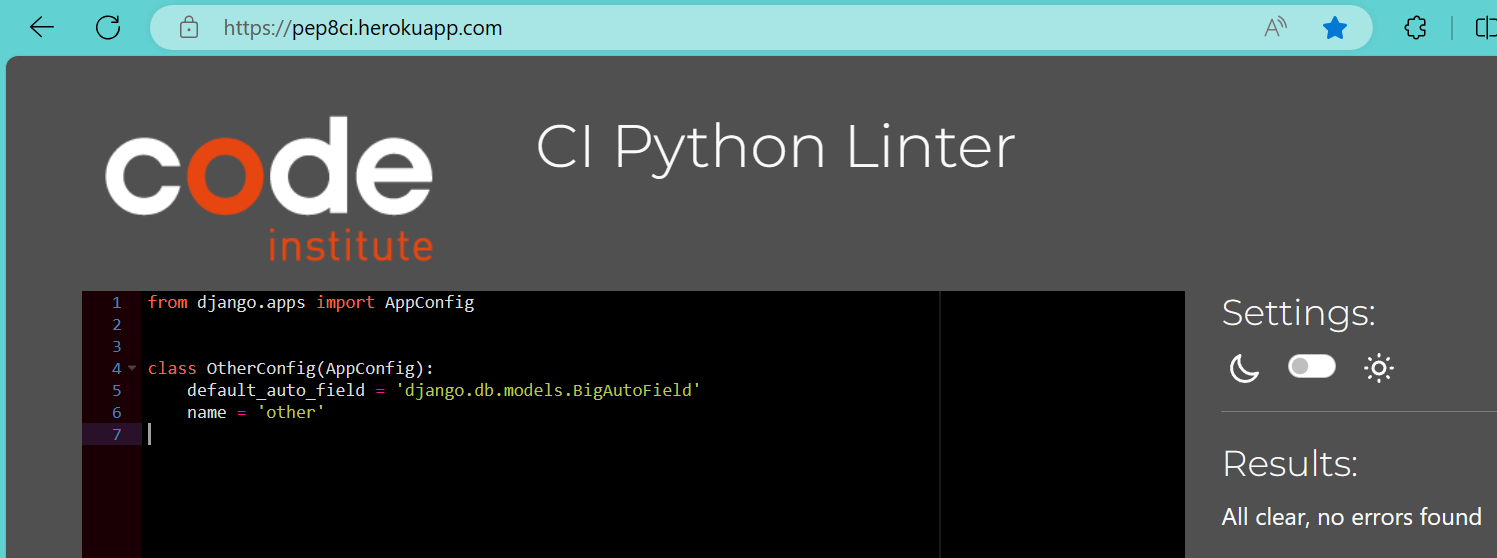 https://pep8ci.herokuapp.com
code
institute
CI Python Linter
1 from django.apps import AppConfig
2
3
4 class OtherConfig(AppConfig):
5     default_auto_field = 'django.db.models.BigAutoField'
6     name = 'other'
7
Settings:
Results:
All clear, no errors found